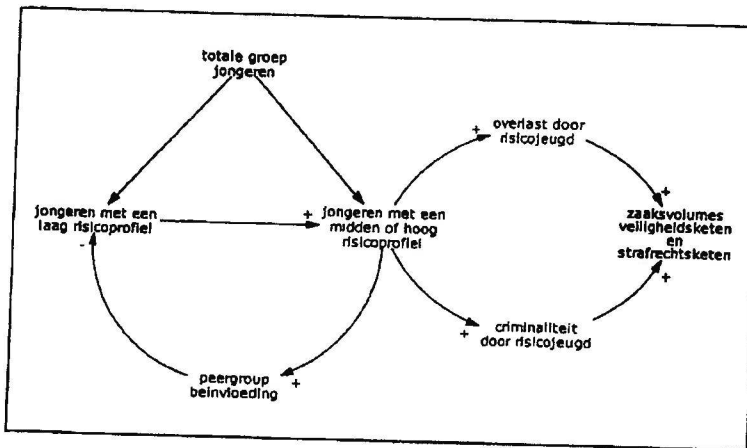 totale groep
jongeren
+ overlast door
risicojeugd
+
jongeren met een
laag risicoprofiel
-
+ jongeren met een
midden of hoog
risicoprofiel
zaaksvolumes
veiligheidsketen
en
strafrechtsketen
+
+ criminaliteit
door risicojeugd
peergroup +
beinvloeding